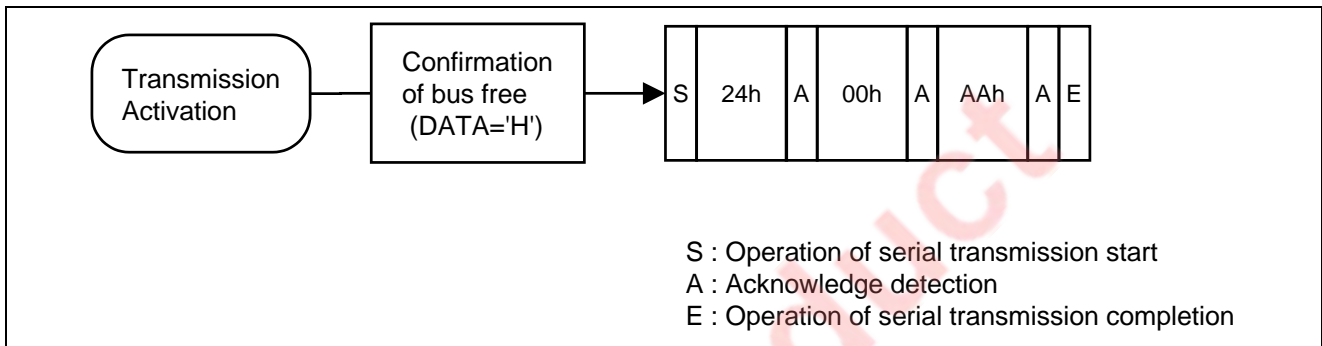 Transmission
Activation
Confirmation
of bus free
(DATA='H')
S 24h A 00h A AAh A E
S : Operation of serial transmission start
A : Acknowledge detection
E : Operation of serial transmission completion
duct